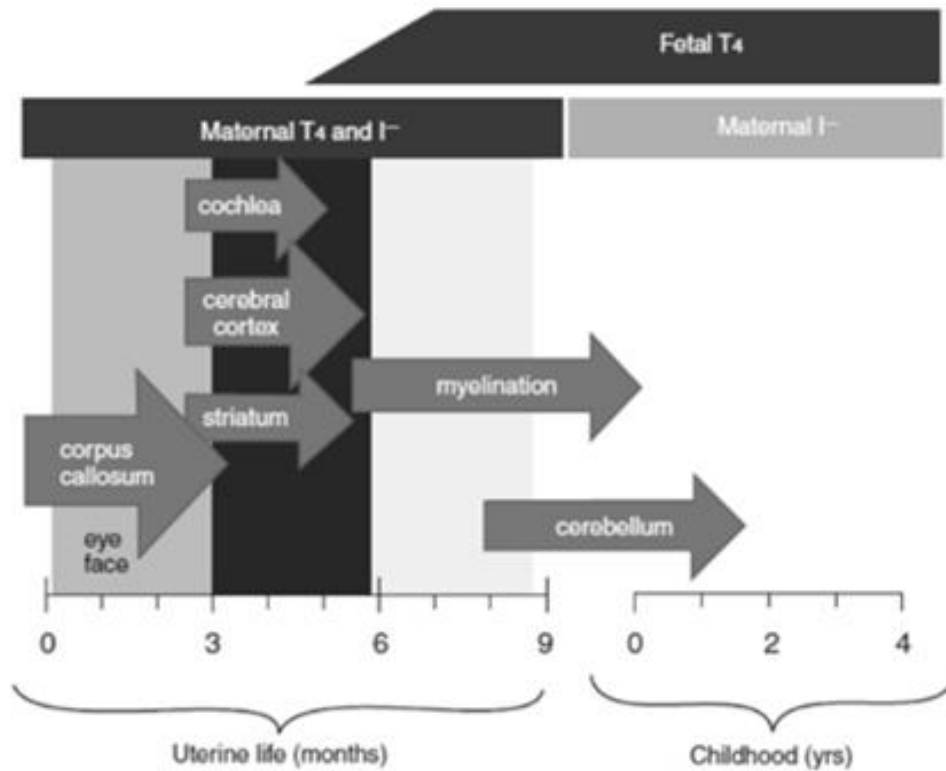 Fetal T4
Maternal T4 and I−
Maternal I−
cochlea
cerebral
cortex
myelination
striatum
corpus
callosum
cerebellum
eye
face
0 3 6 9 0 2 4
Uterine life (months) Childhood (yrs)